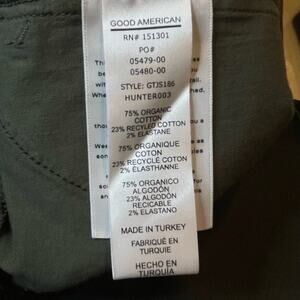 GOOD AMERICAN
RN# 151301
PO#
05479-00
05480-00
STYLE: GTJS186
HUNTER003
75% ORGANIC
COTTON
23% RECYLED COTTON
2% ELASTANE
75% ORGANIQUE
COTON
23% RECYCLÉ COTON
2% ÉLASTHANNE
75% ORGANICO
ALGODÓN
23% ALGODÓN
RECICABLE
2% ELASTANO
MADE IN TURKEY
FABRIQUÉ EN
TURQUIE
HECHO EN
TURQUÍA